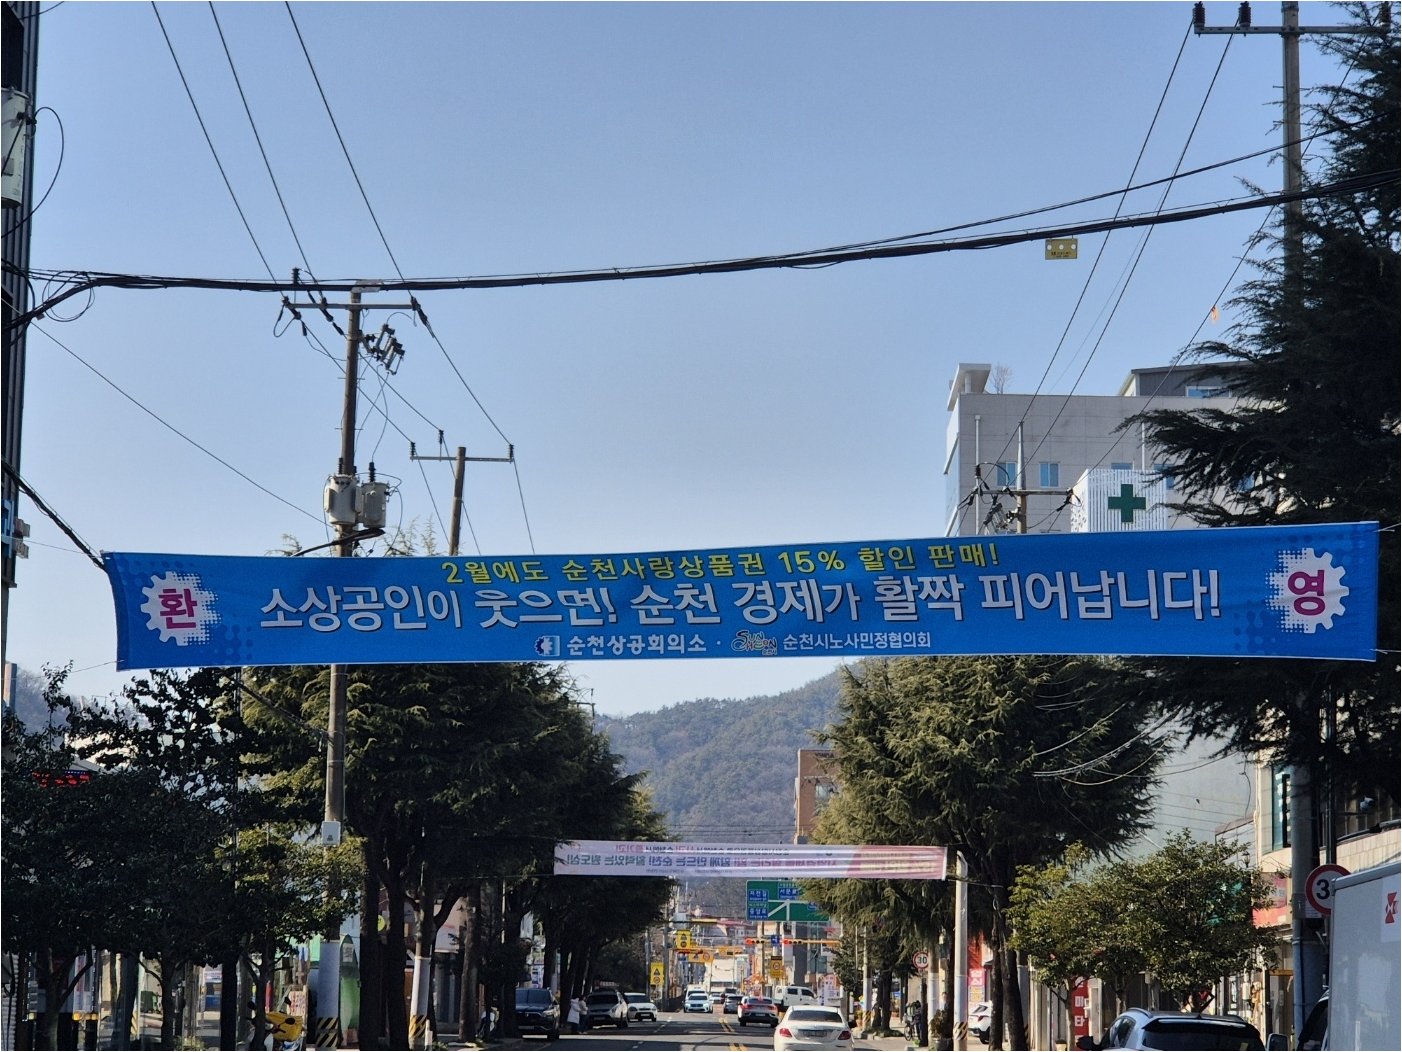 2월에도 순천사랑상품권 15% 할인 판매!
환 소상공인이 웃으면! 순천 경제가 활짝 피어납니다! 영
순천상공회의소 · SUNCHEON 순천시노사민정협의회
30